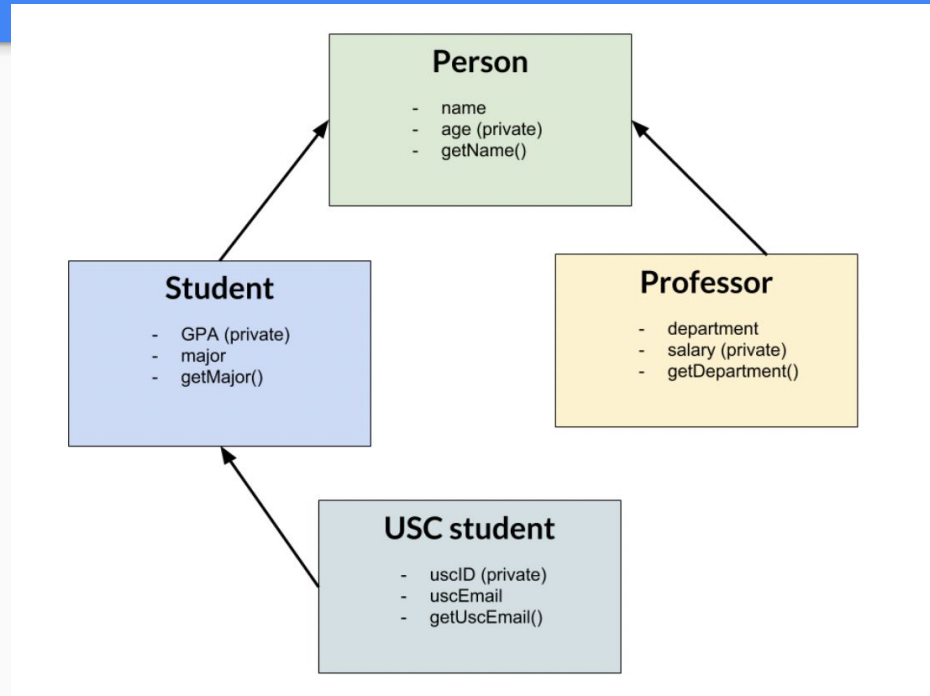 Person
- name
- age (private)
- getName()
Student
- GPA (private)
- major
- getMajor()
Professor
- department
- salary (private)
- getDepartment()
USC student
- uscID (private)
- uscEmail
- getUscEmail()